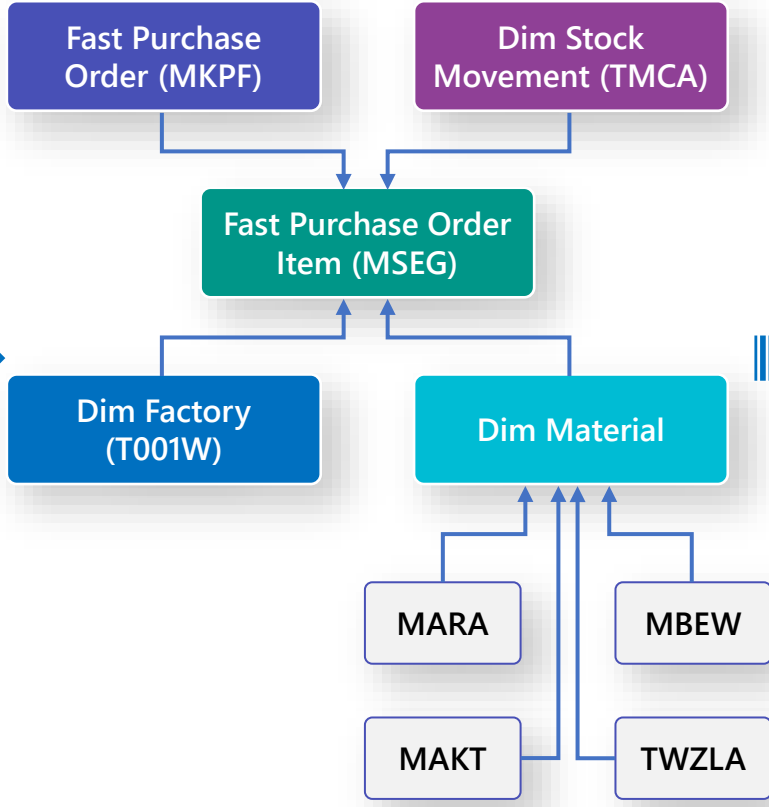 Fast Purchase
Order (MKPF)
Dim Stock
Movement (TMCA)
Fast Purchase Order
Item (MSEG)
Dim Factory
(T001W)
Dim Material
MARA
MBEW
MAKT
TWZLA